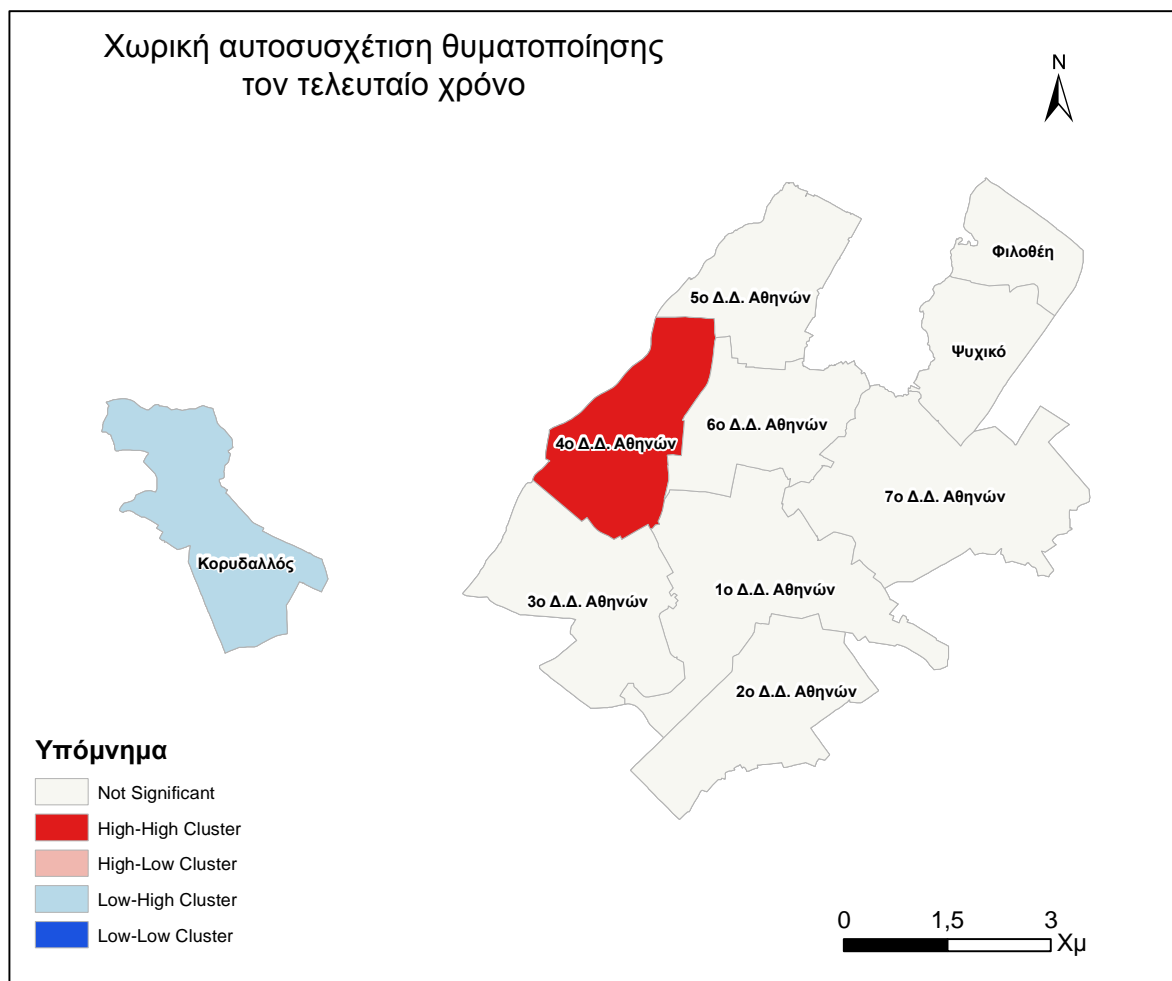 Χωρική αυτοσυσχέτιση θυματοποίησης
τον τελευταίο χρόνο
N
Φιλοθέη
5ο Δ.Δ. Αθηνών
Ψυχικό
6ο Δ.Δ. Αθηνών
4ο Δ.Δ. Αθηνών
7ο Δ.Δ. Αθηνών
Κορυδαλλός
1ο Δ.Δ. Αθηνών
3ο Δ.Δ. Αθηνών
2ο Δ.Δ. Αθηνών
Υπόμνημα
Not Significant
High-High Cluster
High-Low Cluster
Low-High Cluster
Low-Low Cluster
0 1,5 3
Χμ